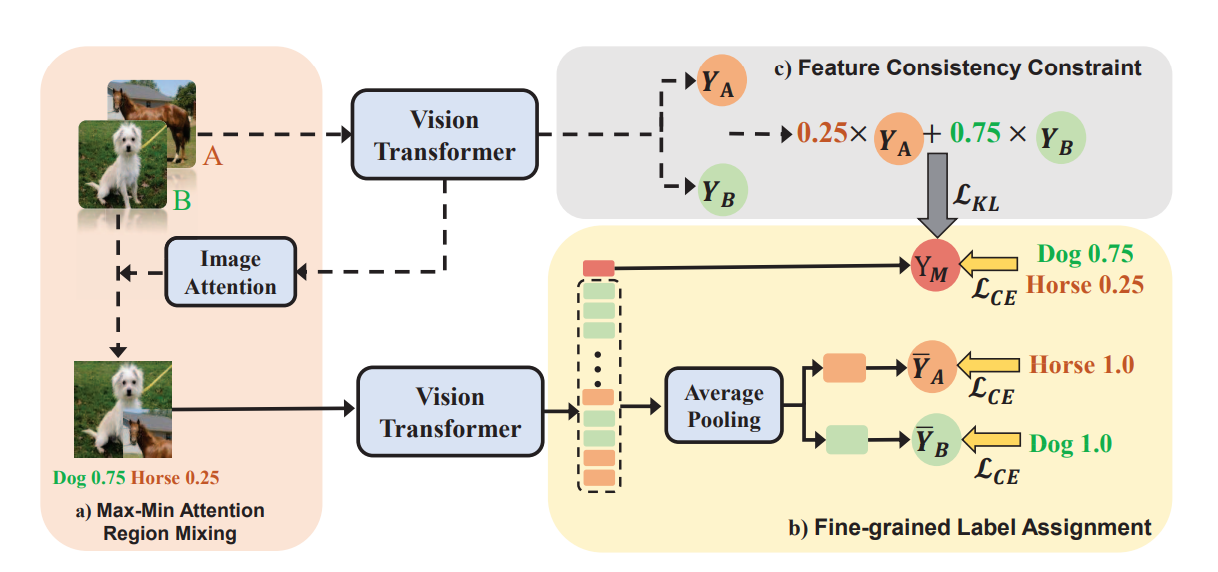 A
B
Image
Attention
Dog 0.75 Horse 0.25
a) Max-Min Attention
Region Mixing
Vision
Transformer
Vision
Transformer
c) Feature Consistency Constraint
Y_A
Y_B
0.25× Y_A + 0.75 × Y_B
ℒ_KL
Y_M
ℒ_CE
Dog 0.75
Horse 0.25
Average
Pooling
Ȳ_A
ℒ_CE
Horse 1.0
Ȳ_B
ℒ_CE
Dog 1.0
b) Fine-grained Label Assignment